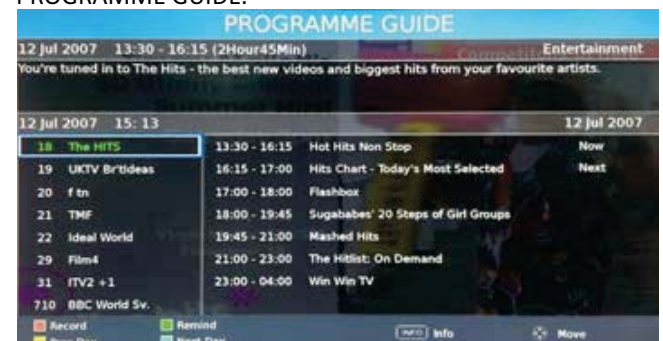 PROGRAMME GUIDE.
PROGRAMME GUIDE
12 Jul 2007 13:30 - 16:15 (2Hour45Min) Entertainment
You're tuned in to The Hits - the best new videos and biggest hits from your favourite artists.
12 Jul 2007 15: 13 12 Jul 2007
18 The HITS 13:30 - 16:15 Hot Hits Non Stop Now
19 UKTV Br'tIdeas 16:15 - 17:00 Hits Chart - Today's Most Selected Next
20 f tn 17:00 - 18:00 Flashbox
21 TMF 18:00 - 19:45 Sugababes' 20 Steps of Girl Groups
22 Ideal World 19:45 - 21:00 Mashed Hits
29 Film4 21:00 - 23:00 The Hitlist: On Demand
31 ITV2 +1 23:00 - 04:00 Win Win TV
710 BBC World Sv.
Record Remind INFO Info Move
Prev Day Next Day